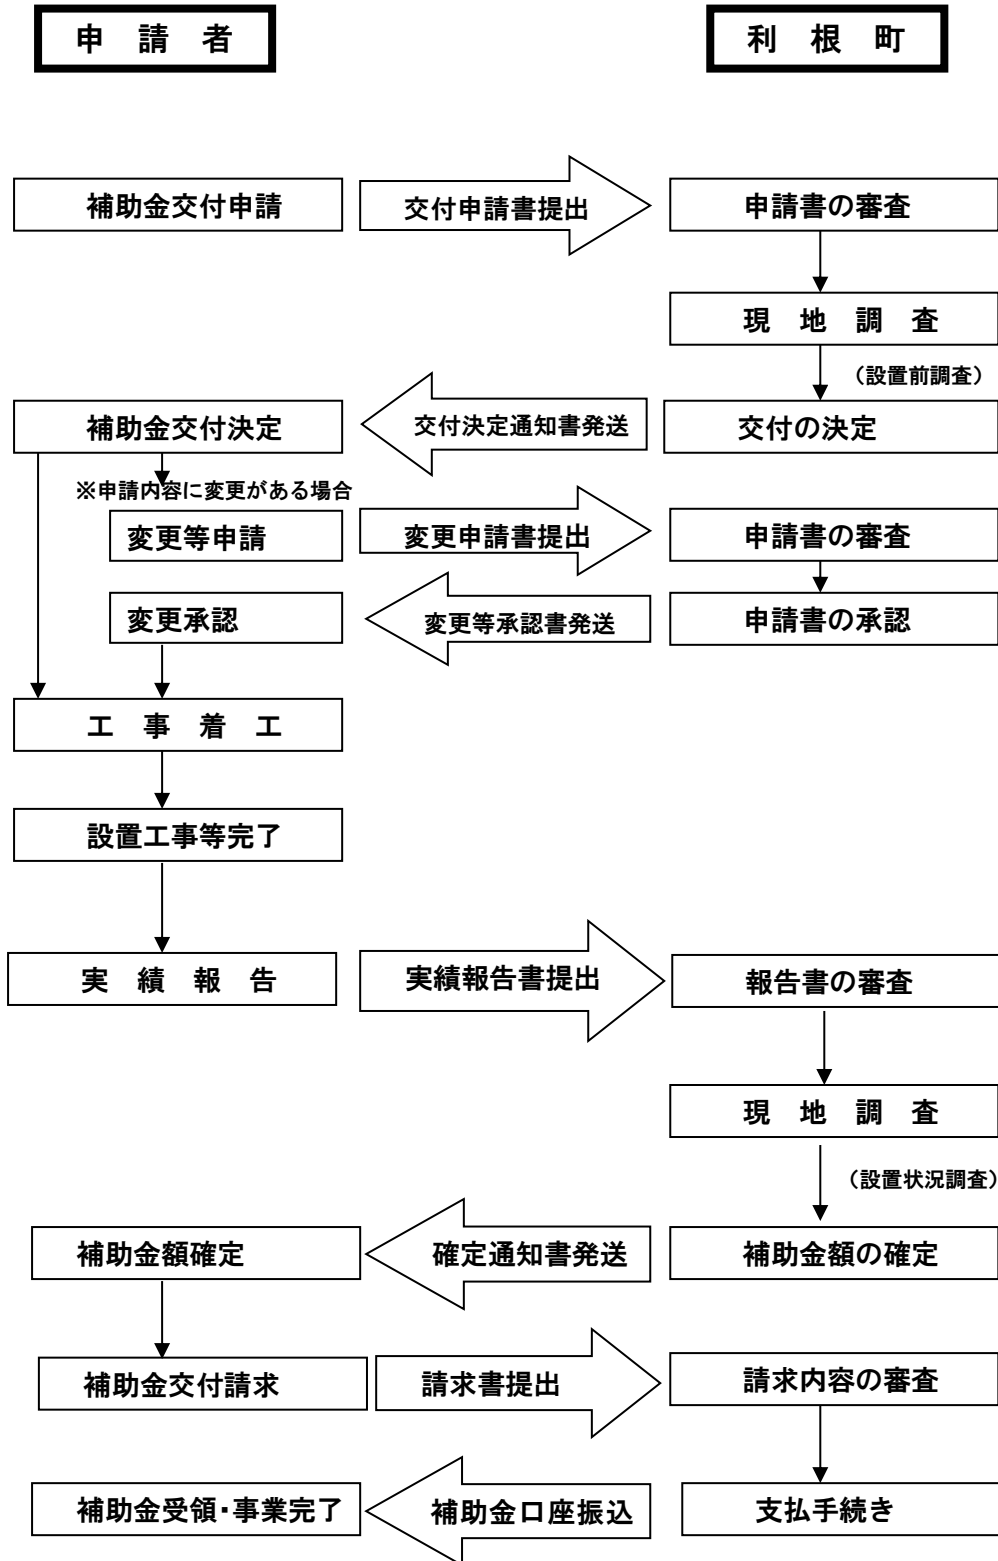 申　請　者
利　根　町
補助金交付申請
交付申請書提出
申請書の審査
現　地　調　査
（設置前調査）
補助金交付決定
交付決定通知書発送
交付の決定
※申請内容に変更がある場合
変更等申請
変更申請書提出
申請書の審査
変更承認
変更等承認書発送
申請書の承認
工　事　着　工
設置工事等完了
実　績　報　告
実績報告書提出
報告書の審査
現　地　調　査
（設置状況調査）
補助金額確定
確定通知書発送
補助金額の確定
補助金交付請求
請求書提出
請求内容の審査
補助金受領・事業完了
補助金口座振込
支払手続き